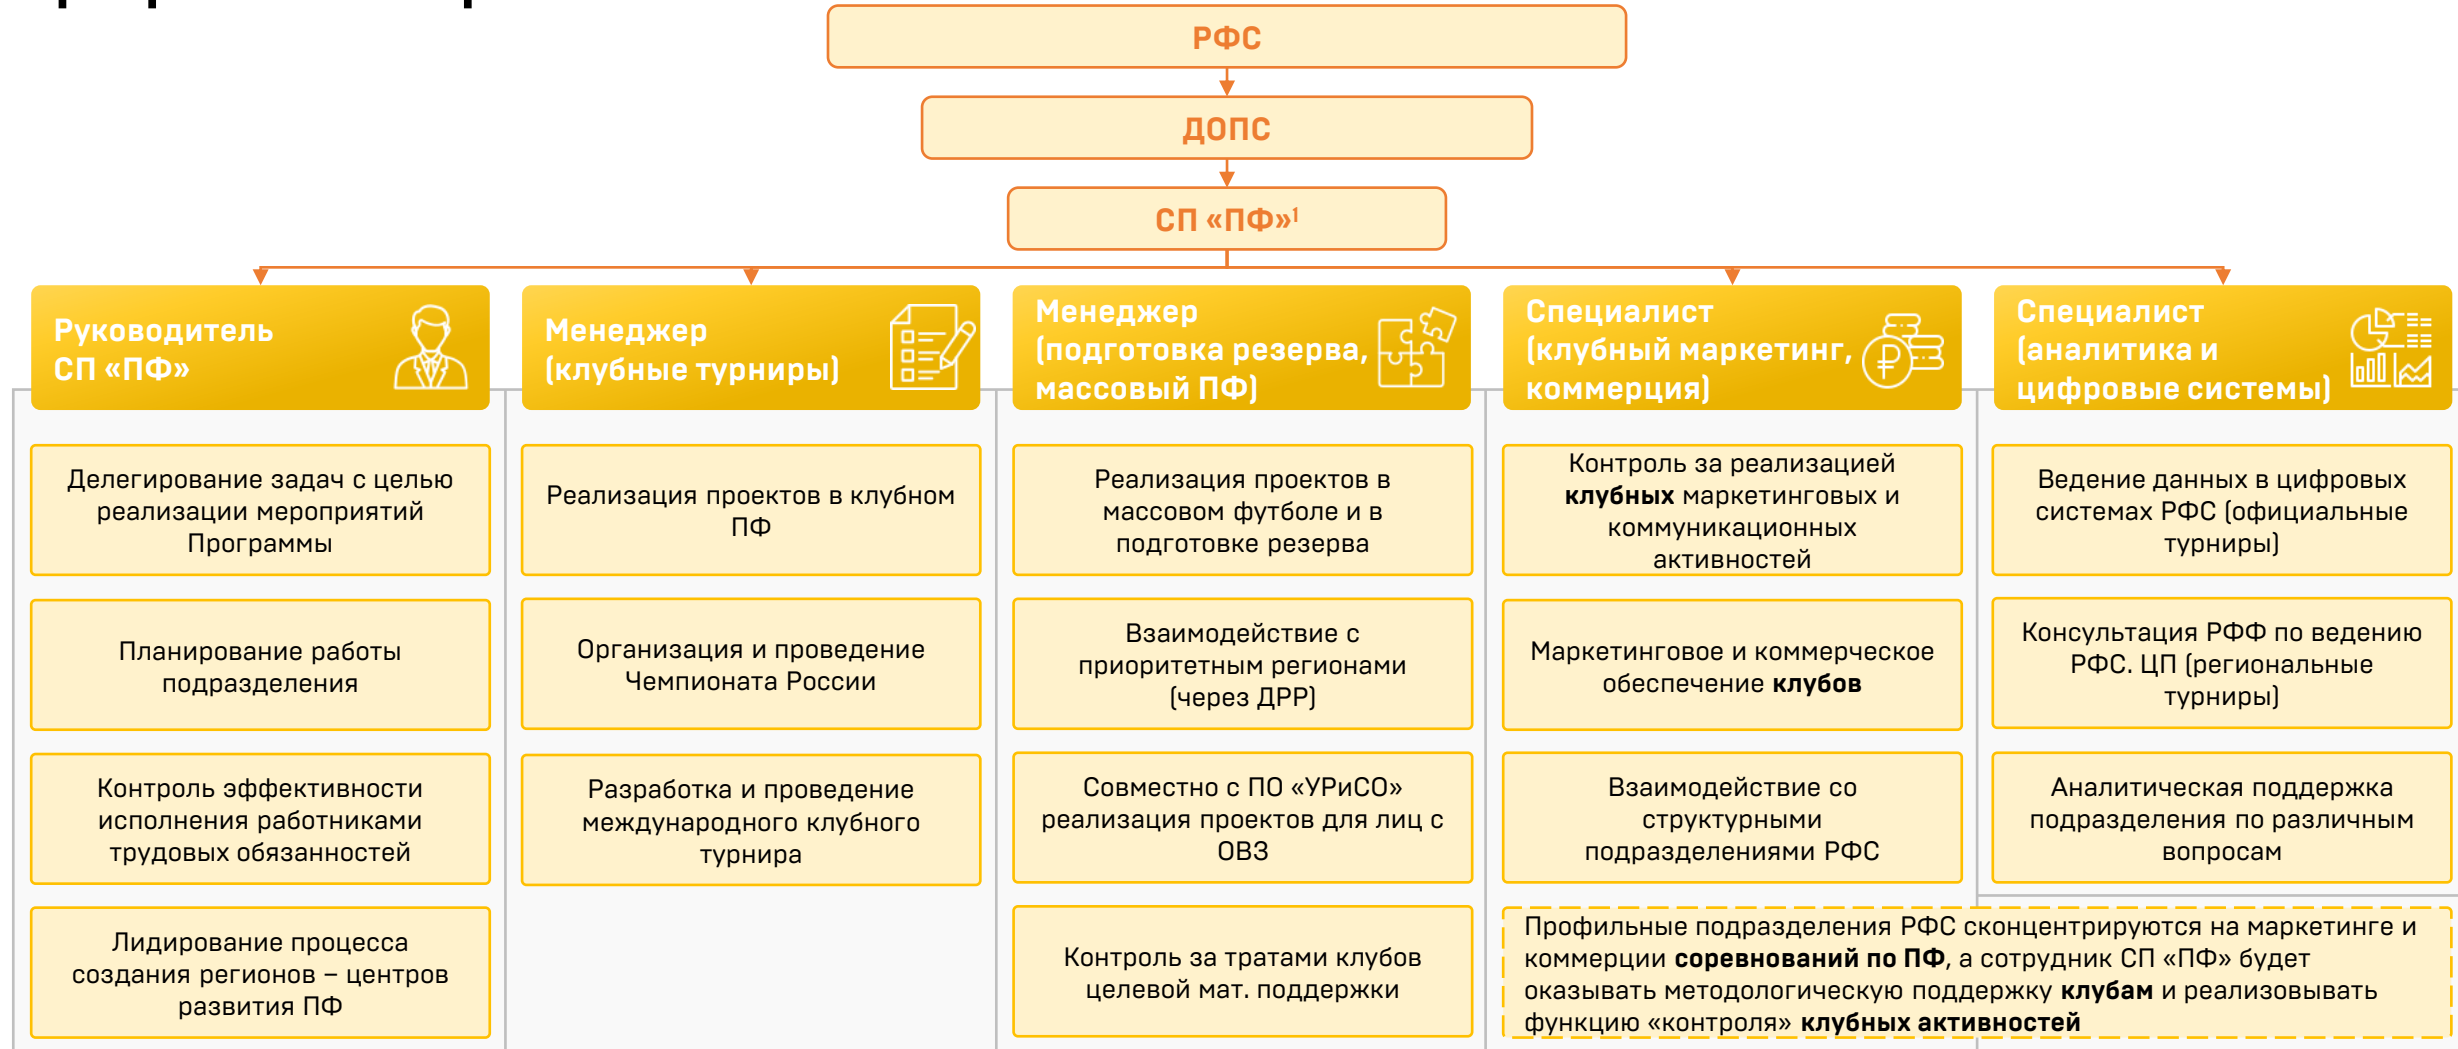 РФС
ДОПС
СП «ПФ»¹
Руководитель
СП «ПФ»
Делегирование задач с целью
реализации мероприятий
Программы
Планирование работы
подразделения
Контроль эффективности
исполнения работниками
трудовых обязанностей
Лидирование процесса
создания регионов – центров
развития ПФ
Менеджер
(клубные турниры)
Реализация проектов в клубном
ПФ
Организация и проведение
Чемпионата России
Разработка и проведение
международного клубного
турнира
Менеджер
(подготовка резерва,
массовый ПФ)
Реализация проектов в
массовом футболе и в
подготовке резерва
Взаимодействие с
приоритетным регионами
(через ДРР)
Совместно с ПО «УРиСО»
реализация проектов для лиц с
ОВЗ
Контроль за тратами клубов
целевой мат. поддержки
Специалист
(клубный маркетинг,
коммерция)
Контроль за реализацией
клубных маркетинговых и
коммуникационных
активностей
Маркетинговое и коммерческое
обеспечение клубов
Взаимодействие со
структурными
подразделениями РФС
Специалист
(аналитика и
цифровые системы)
Ведение данных в цифровых
системах РФС (официальные
турниры)
Консультация РФФ по ведению
РФС. ЦП (региональные
турниры)
Аналитическая поддержка
подразделения по различным
вопросам
Профильные подразделения РФС сконцентрируются на маркетинге и
коммерции соревнований по ПФ, а сотрудник СП «ПФ» будет
оказывать методологическую поддержку клубам и реализовывать
функцию «контроля» клубных активностей